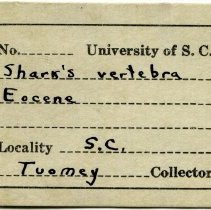 No. University of S. C.
Shark's vertebra
Eocene
Locality S.C.
Tuomey Collector